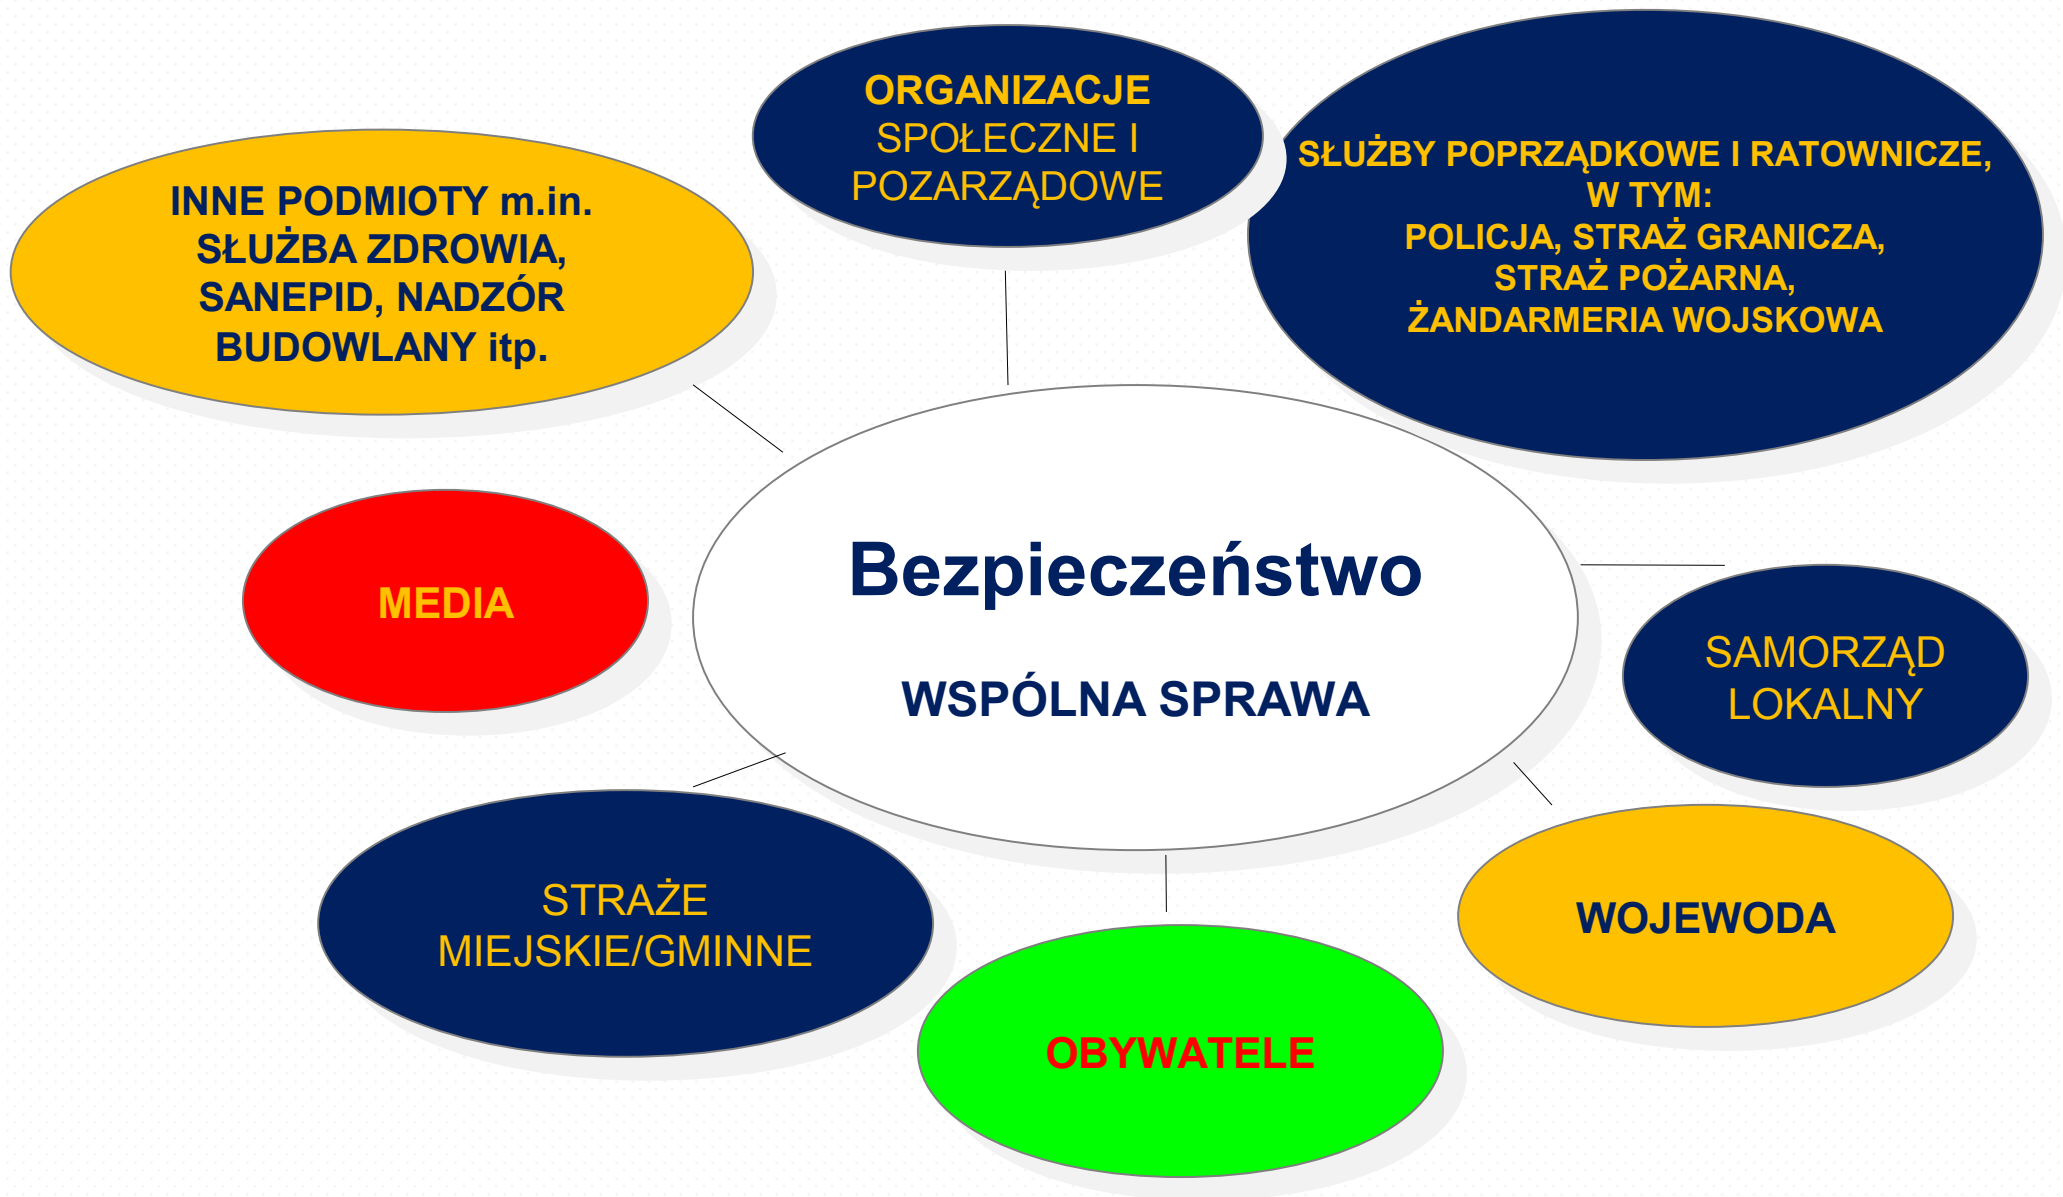 ORGANIZACJE
SPOŁECZNE I
POZARZĄDOWE
SŁUŻBY POPRZĄDKOWE I RATOWNICZE,
W TYM:
POLICJA, STRAŻ GRANICZA,
STRAŻ POŻARNA,
ŻANDARMERIA WOJSKOWA
INNE PODMIOTY m.in.
SŁUŻBA ZDROWIA,
SANEPID, NADZÓR
BUDOWLANY itp.
Bezpieczeństwo
WSPÓLNA SPRAWA
MEDIA
SAMORZĄD
LOKALNY
STRAŻE
MIEJSKIE/GMINNE
WOJEWODA
OBYWATELE